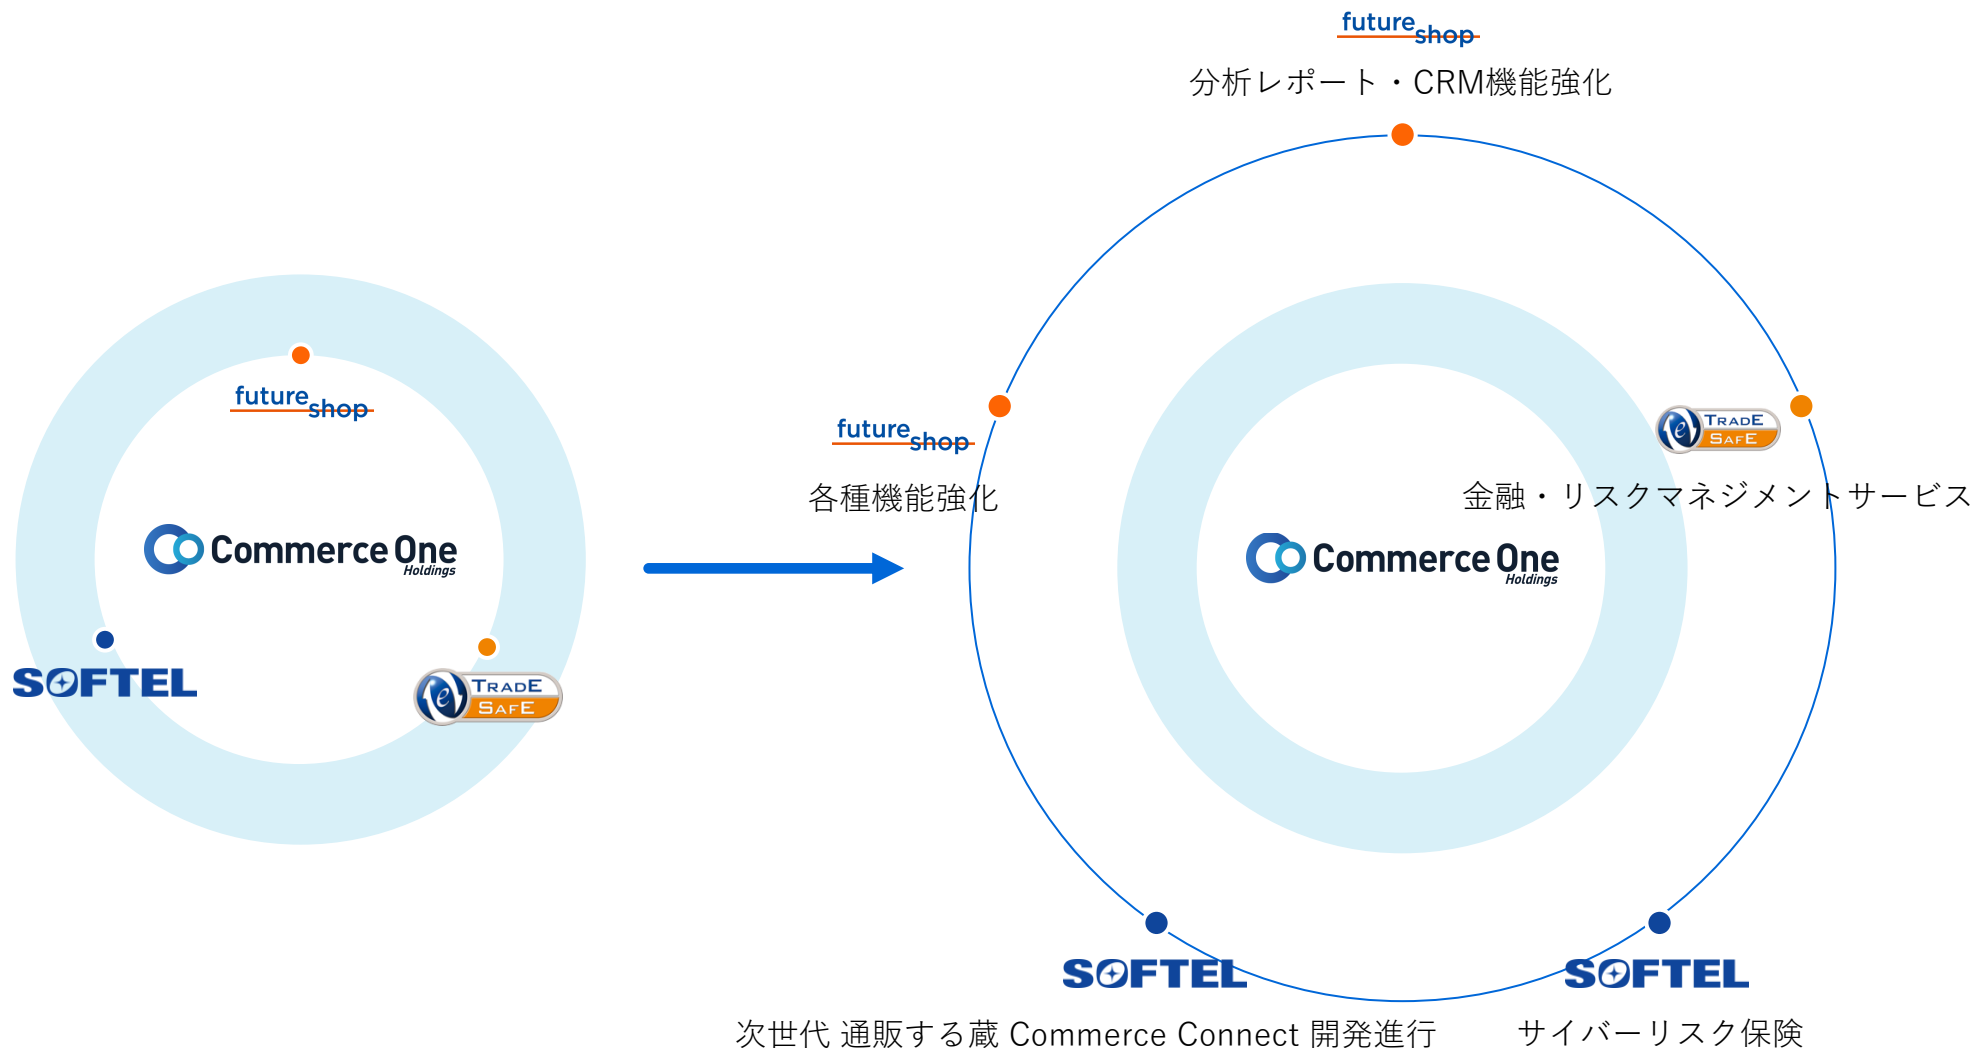 future
shop
分析レポート・CRM機能強化
future
shop
Commerce One
Holdings
SOFTEL
e
TRADE
SAFE
future
shop
各種機能強化
e
TRADE
SAFE
金融・リスクマネジメントサービス
Commerce One
Holdings
SOFTEL
次世代 通販する蔵 Commerce Connect 開発進行
SOFTEL
サイバーリスク保険